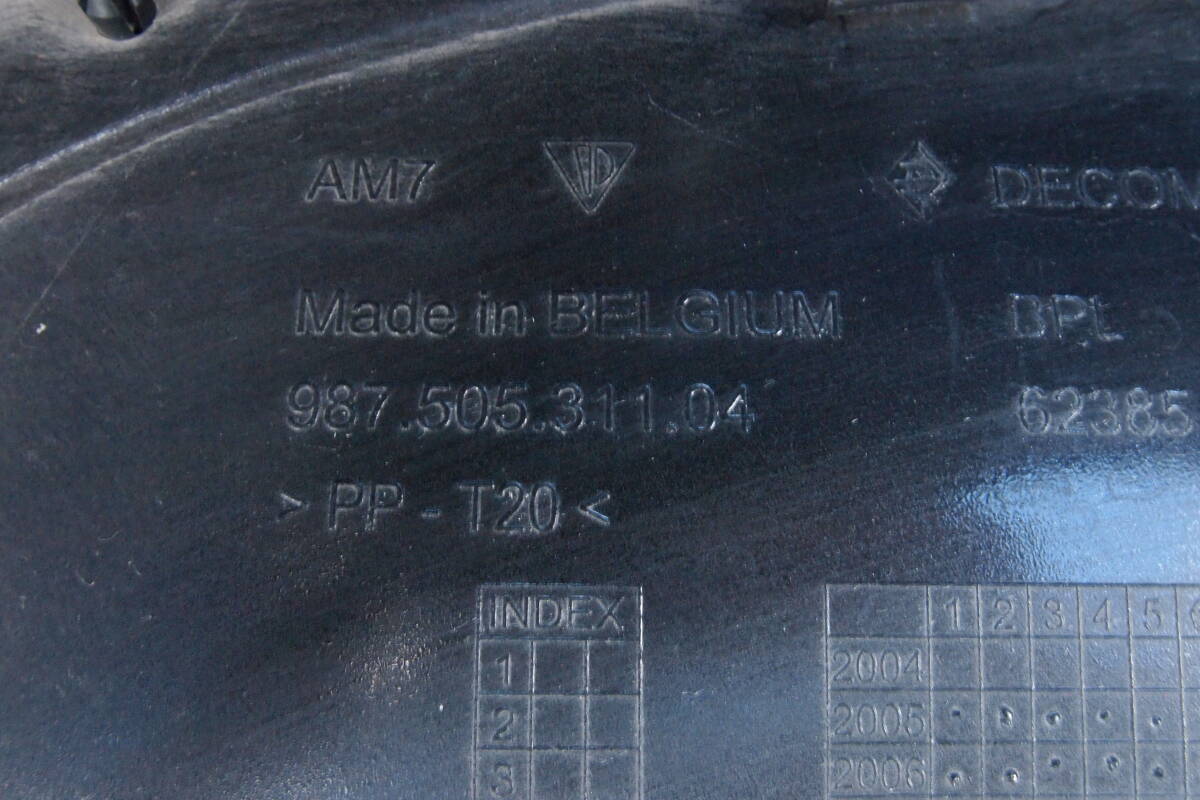 AM7
DECOM
Made in BELGIUM BPL
987.505.311.04 62385
> PP - T20 <
INDEX
1
2
3
1 2 3 4 5
2004
2005
2006